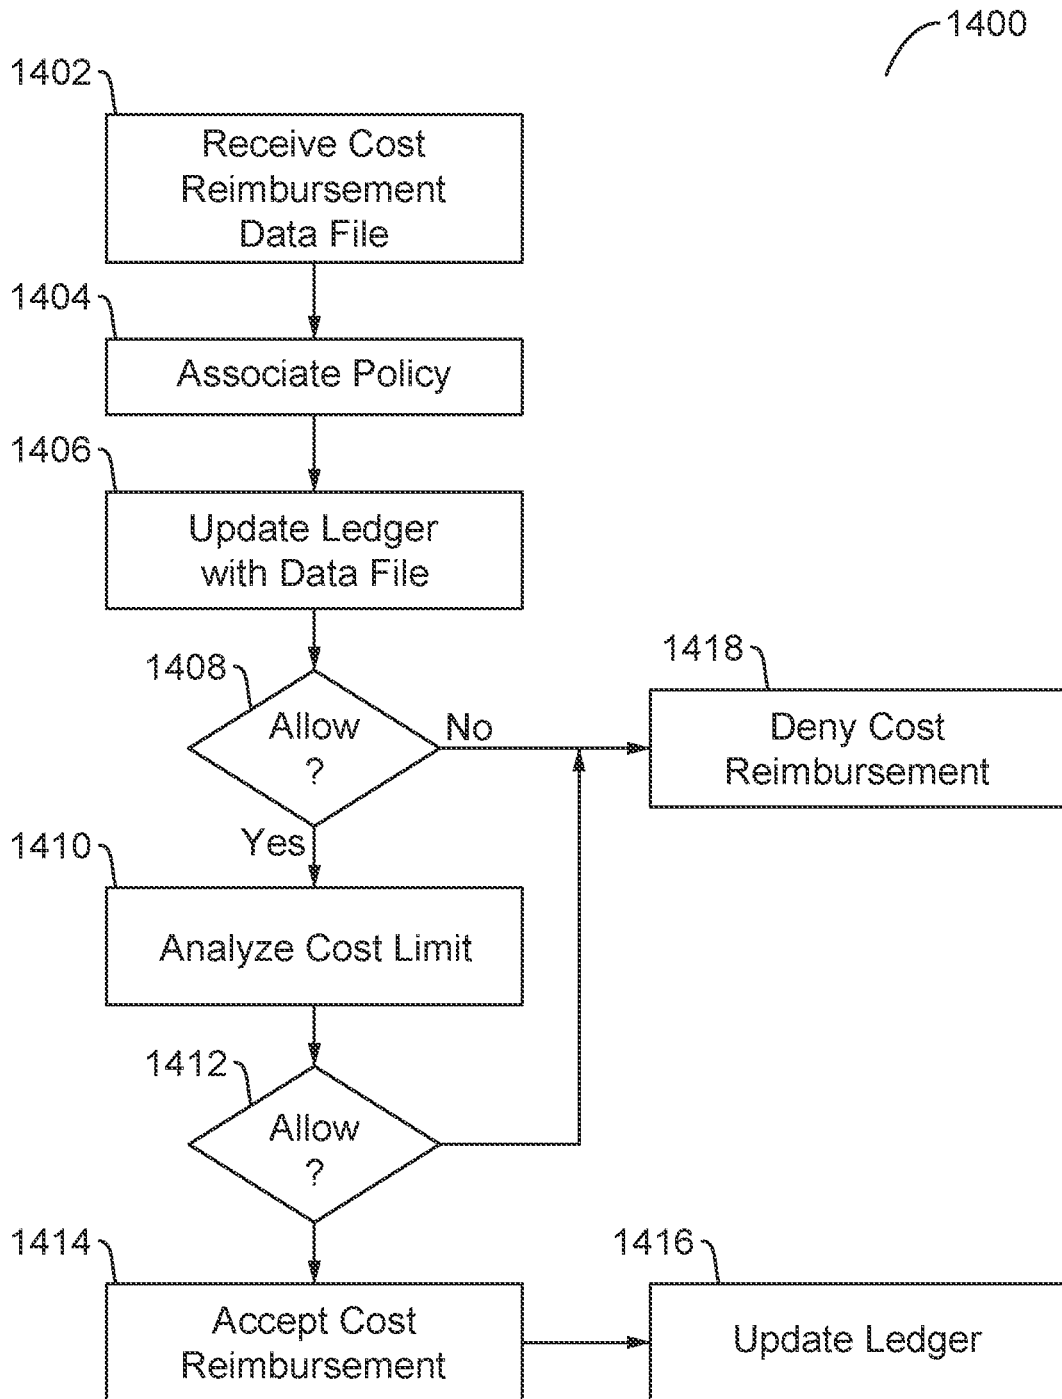 1400
1402
Receive Cost
Reimbursement
Data File
1404
Associate Policy
1406
Update Ledger
with Data File
1408
Allow
?
No
Yes
1418
Deny Cost
Reimbursement
1410
Analyze Cost Limit
1412
Allow
?
1414
Accept Cost
Reimbursement
1416
Update Ledger